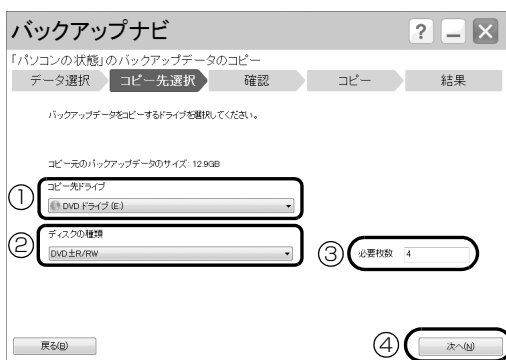 バックアップナビ
?
「パソコンの状態」のバックアップデータのコピー
データ選択 コピー先選択 確認 コピー 結果
バックアップデータをコピーするドライブを選択してください。
コピー元のバックアップデータのサイズ: 12.9GB
① コピー先ドライブ
DVD ドライブ (E:)
② ディスクの種類
DVD±R/RW
③ 必要枚数 4
戻る(B)
④ 次へ(N)